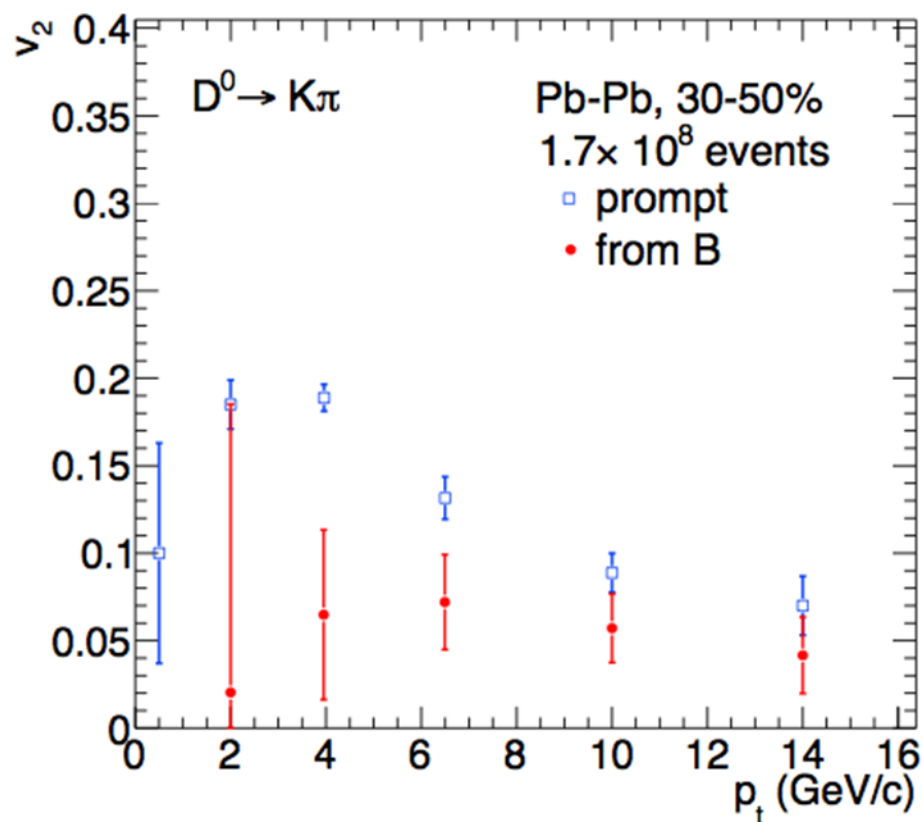 v₂
0.4
0.35
0.3
0.25
0.2
0.15
0.1
0.05
0
D⁰→ Kπ
Pb-Pb, 30-50%
1.7× 10⁸ events
prompt
from B
0 2 4 6 8 10 12 14 16
pₜ (GeV/c)